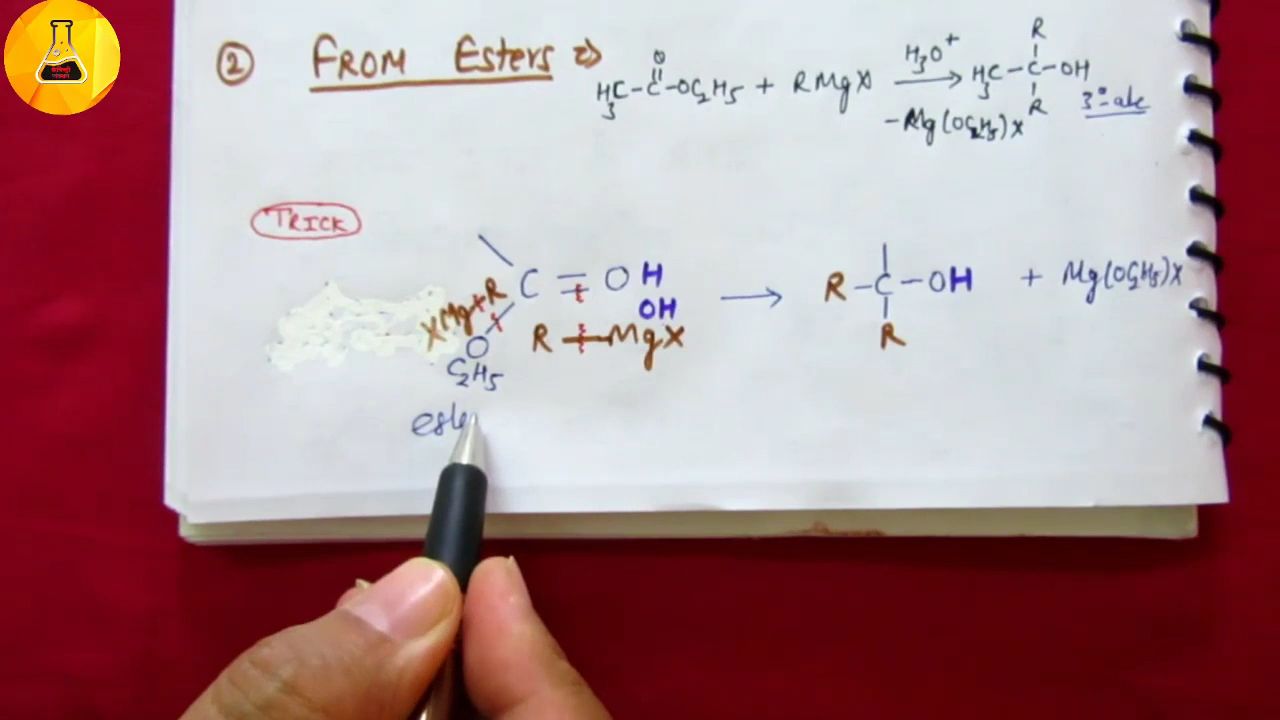 ② FROM Esters ⇒
O
H₃C-C-OC₂H₅ + RMgX
H₃O⁺
-Mg(OC₂H₅)X
R
H₃C-C-OH
R
3°-alc
TRICK
C=O H
OH
XMg+R
R-MgX
O
C₂H₅
este
R-C-OH + Mg(OC₂H₅)X
R